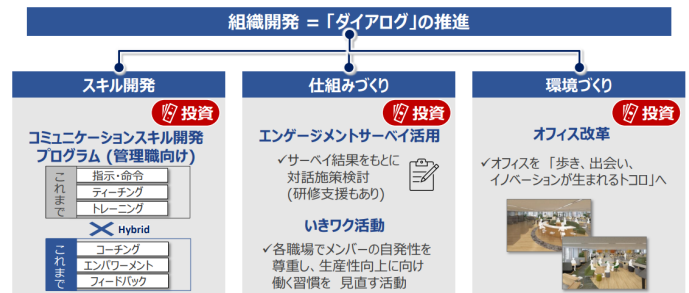 組織開発 = 「ダイアログ」の推進
スキル開発
投資
コミュニケーションスキル開発
プログラム (管理職向け)
これまで
指示・命令
ティーチング
トレーニング
Hybrid
これまで
コーチング
エンパワーメント
フィードバック
仕組みづくり
投資
エンゲージメントサーベイ活用
✓サーベイ結果をもとに
対話施策検討
(研修支援もあり)
いきワク活動
✓各職場でメンバーの自発性を
尊重し、生産性向上に向け
働く習慣を 見直す活動
環境づくり
投資
オフィス改革
✓オフィスを 「歩き、出会い、
イノベーションが生まれるトコロ」へ